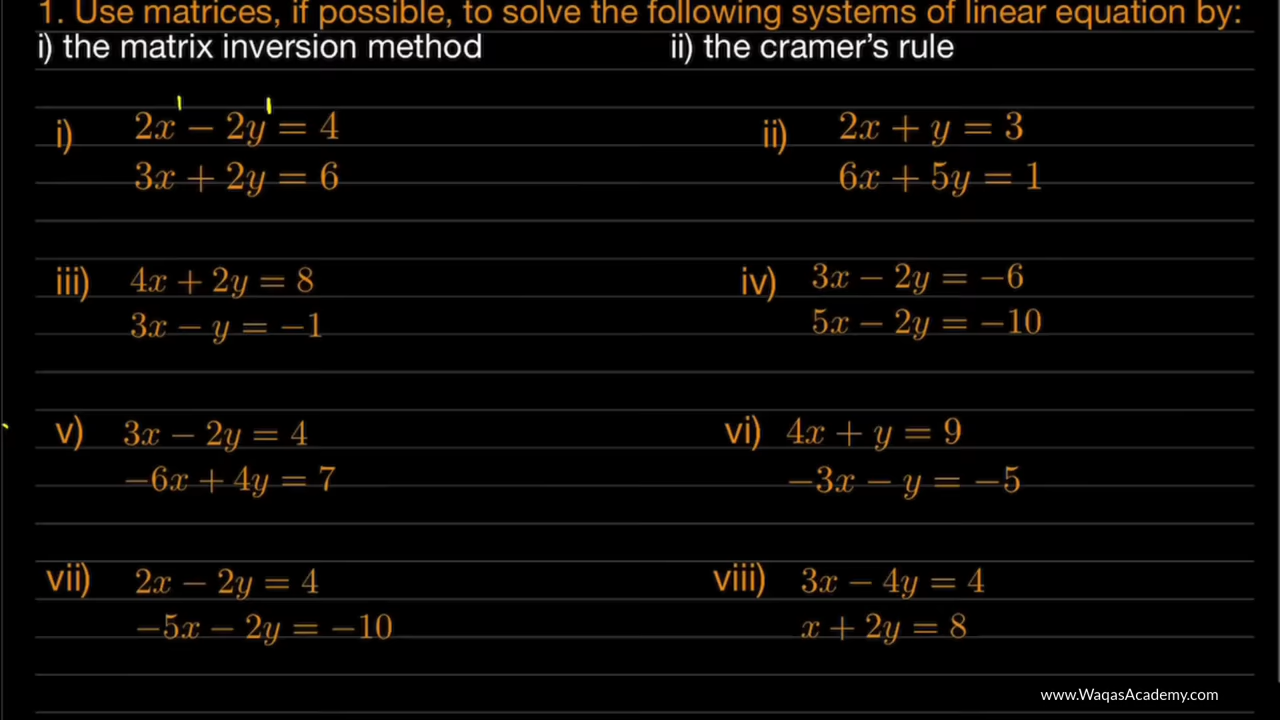 1. Use matrices, if possible, to solve the following systems of linear equation by:
i) the matrix inversion method
ii) the cramer's rule
i) 2x − 2y = 4
3x + 2y = 6
ii) 2x + y = 3
6x + 5y = 1
iii) 4x + 2y = 8
3x − y = −1
iv) 3x − 2y = −6
5x − 2y = −10
v) 3x − 2y = 4
−6x + 4y = 7
vi) 4x + y = 9
−3x − y = −5
vii) 2x − 2y = 4
−5x − 2y = −10
viii) 3x − 4y = 4
x + 2y = 8
www.WaqasAcademy.com